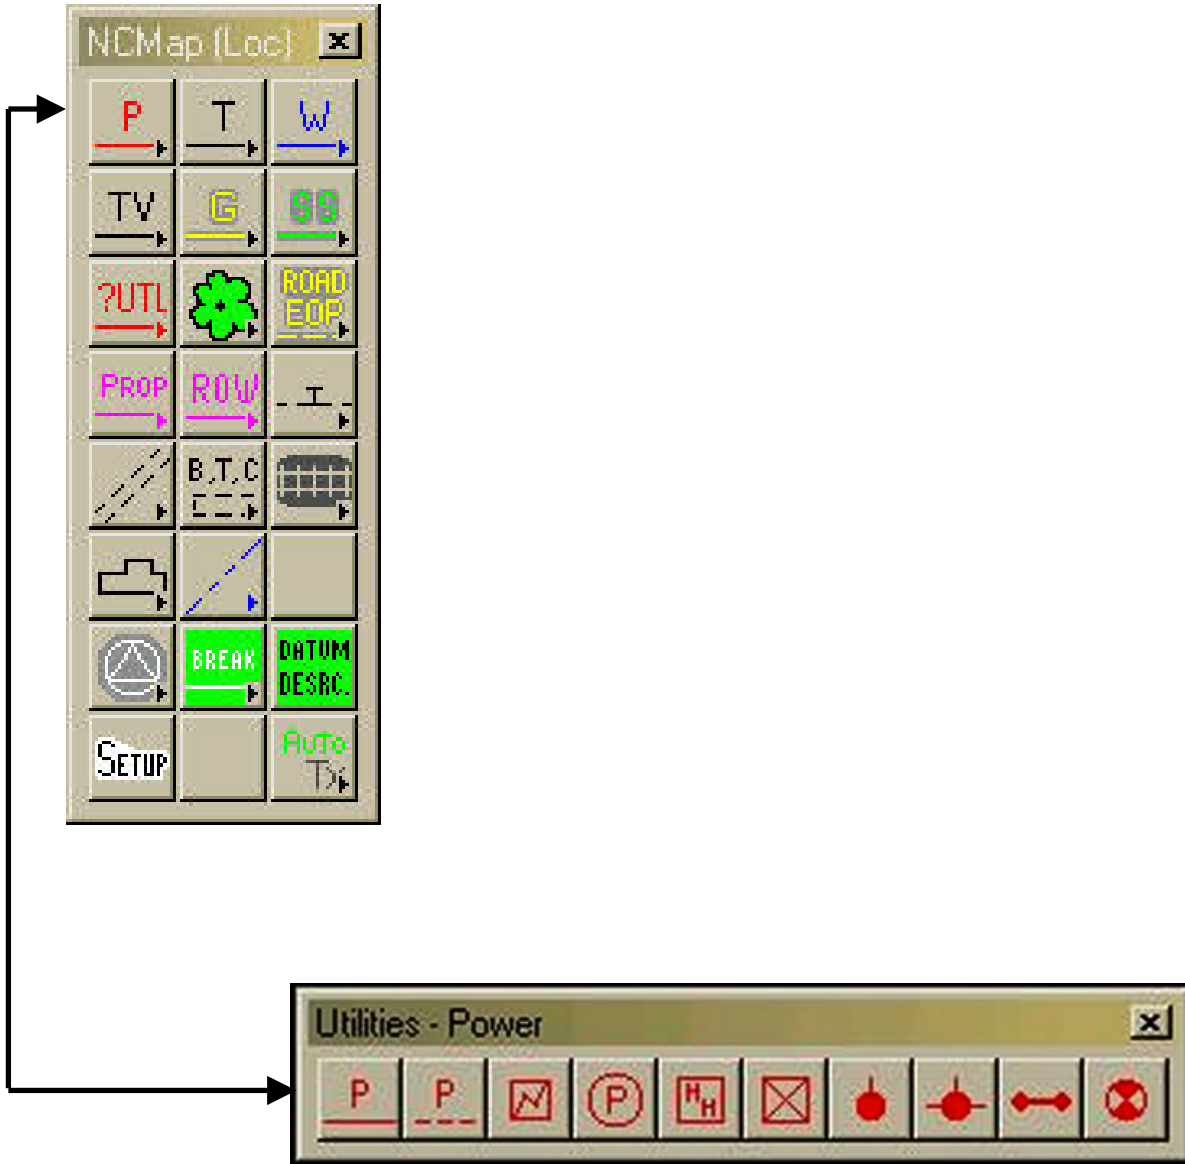 NCMap (Loc) x
P T W
TV G SS
?UTL ROAD
EOP
PROP ROW T
B,T,C
BREAK DATUM
DESRC.
SETUP AUTO
Tx
Utilities - Power x
P P P H H